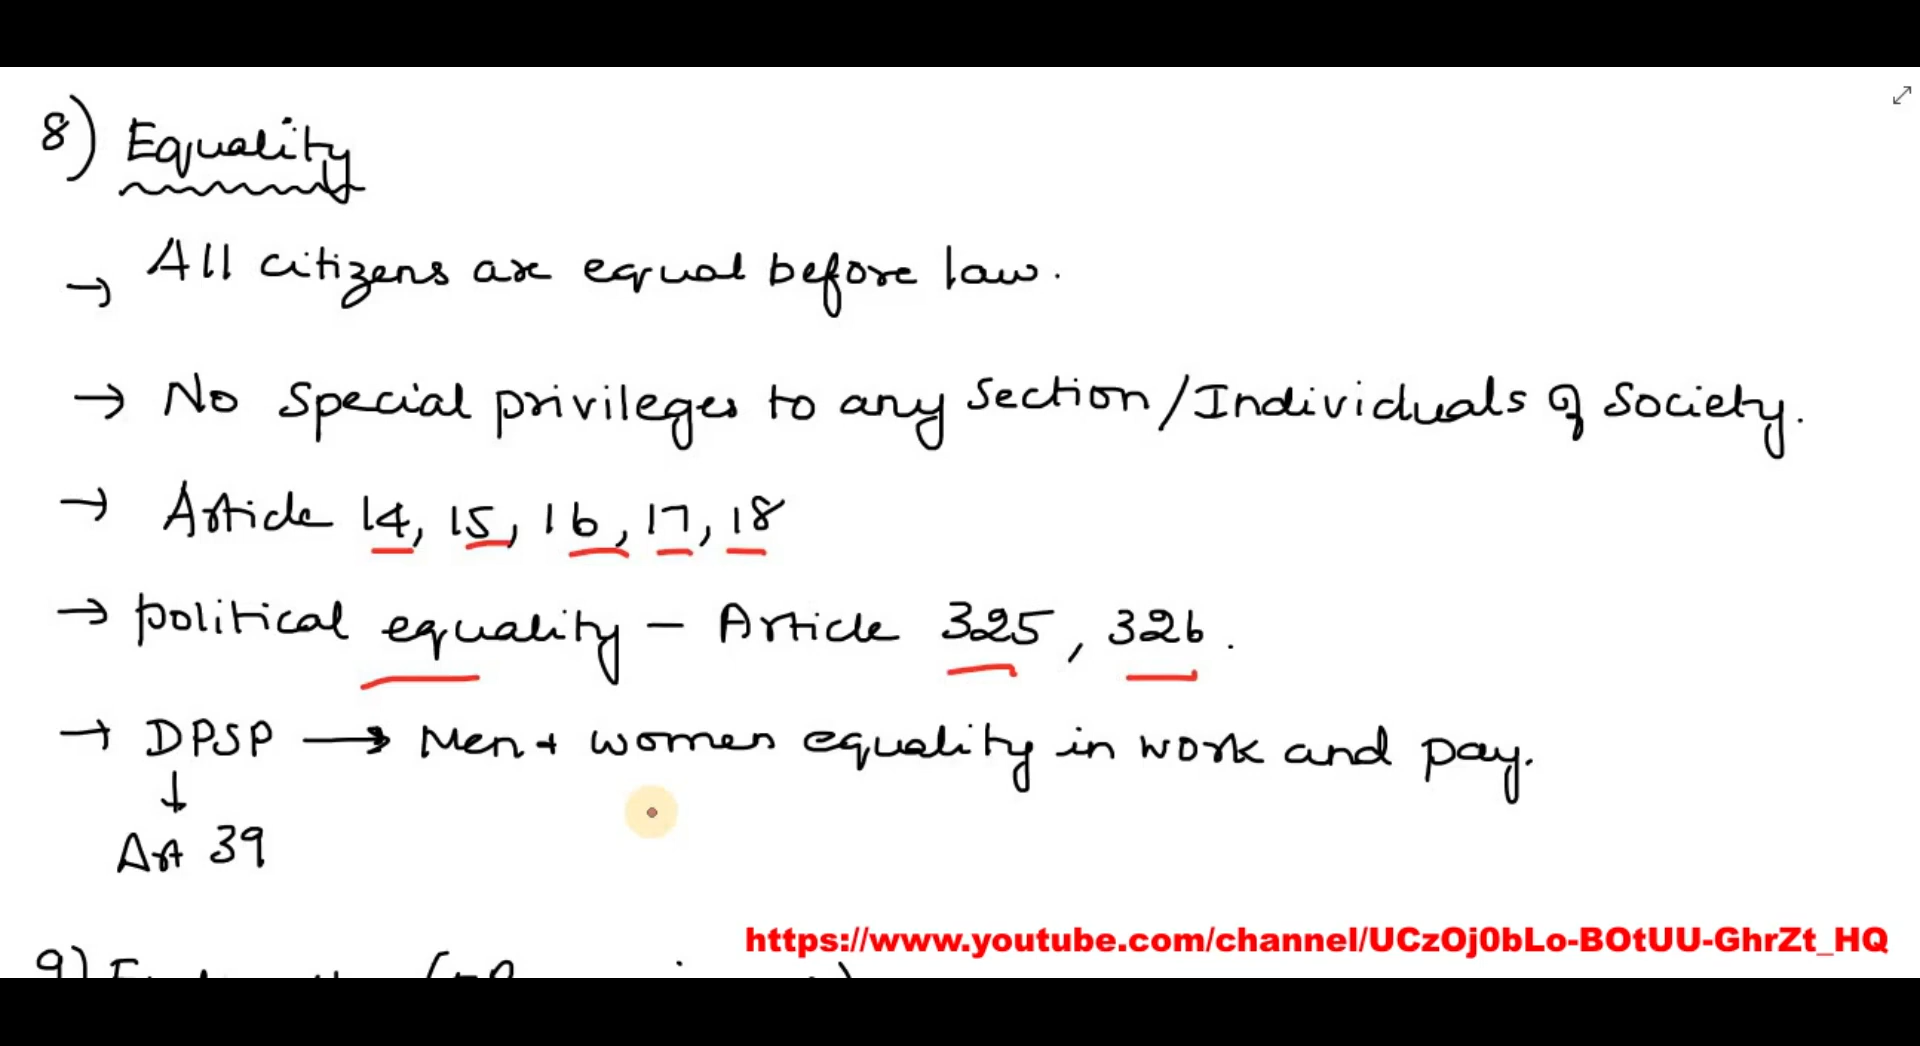 8) Equality
→ All citizens are equal before law.
→ No special privileges to any section/Individuals of society.
→ Article 14, 15, 16, 17, 18
→ political equality - Article 325, 326.
→ DPSP → Men + women equality in work and pay.
↓
Art 39
https://www.youtube.com/channel/UCzOj0bLo-BOtUU-GhrZt_HQ
9)